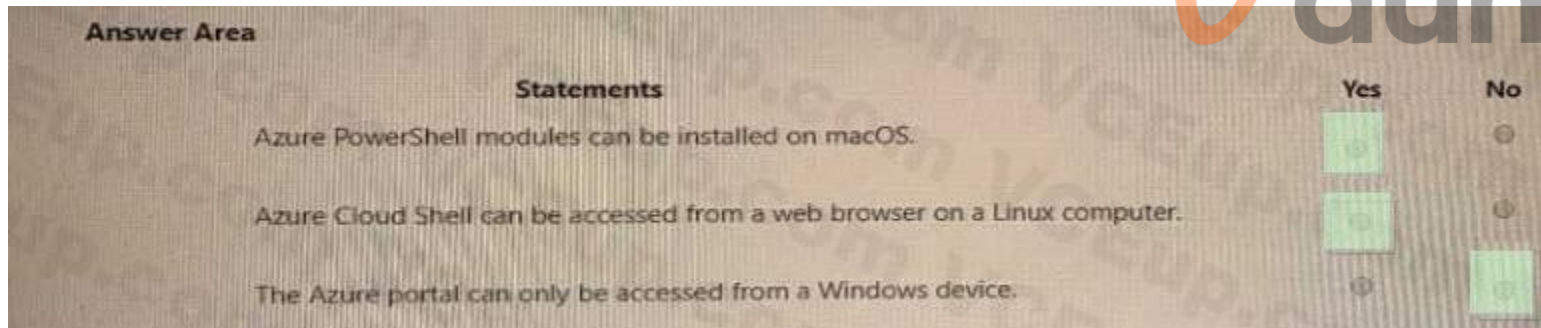 Answer Area
Statements Yes No
Azure PowerShell modules can be installed on macOS.
Azure Cloud Shell can be accessed from a web browser on a Linux computer.
The Azure portal can only be accessed from a Windows device.